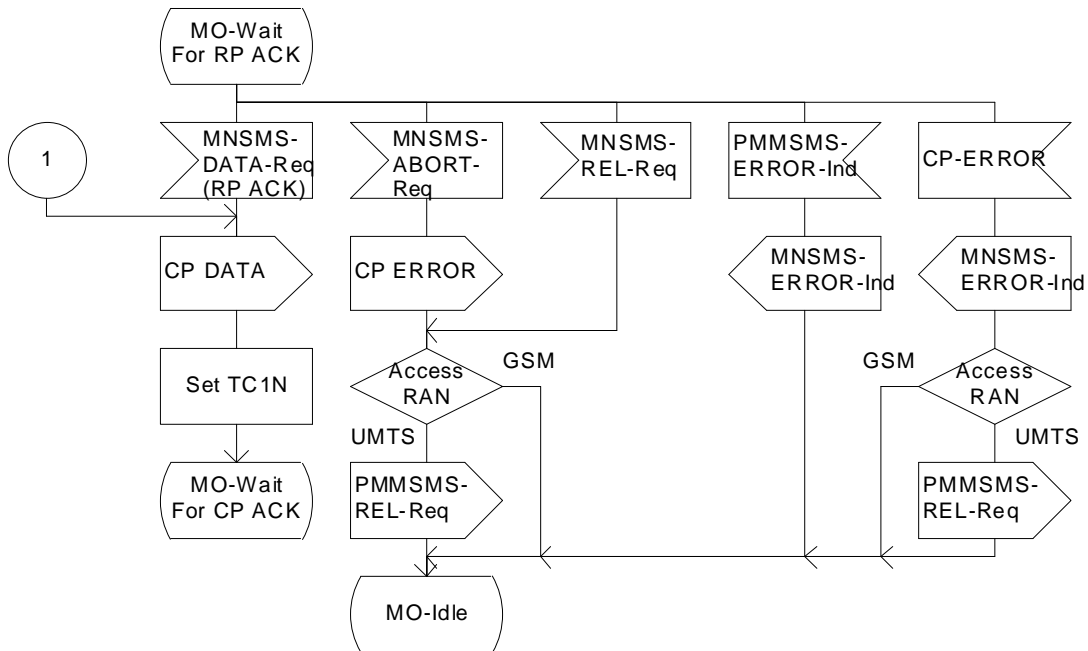 MO-Wait
For RP ACK
1
MNSMS-
DATA-Req
(RP ACK)
MNSMS-
ABORT-
Req
MNSMS-
REL-Req
PMMSMS-
ERROR-Ind
CP-ERROR
CP DATA
CP ERROR
MNSMS-
ERROR-Ind
MNSMS-
ERROR-Ind
Set TC1N
Access
RAN
GSM
UMTS
GSM
Access
RAN
UMTS
MO-Wait
For CP ACK
PMMSMS-
REL-Req
PMMSMS-
REL-Req
MO-Idle